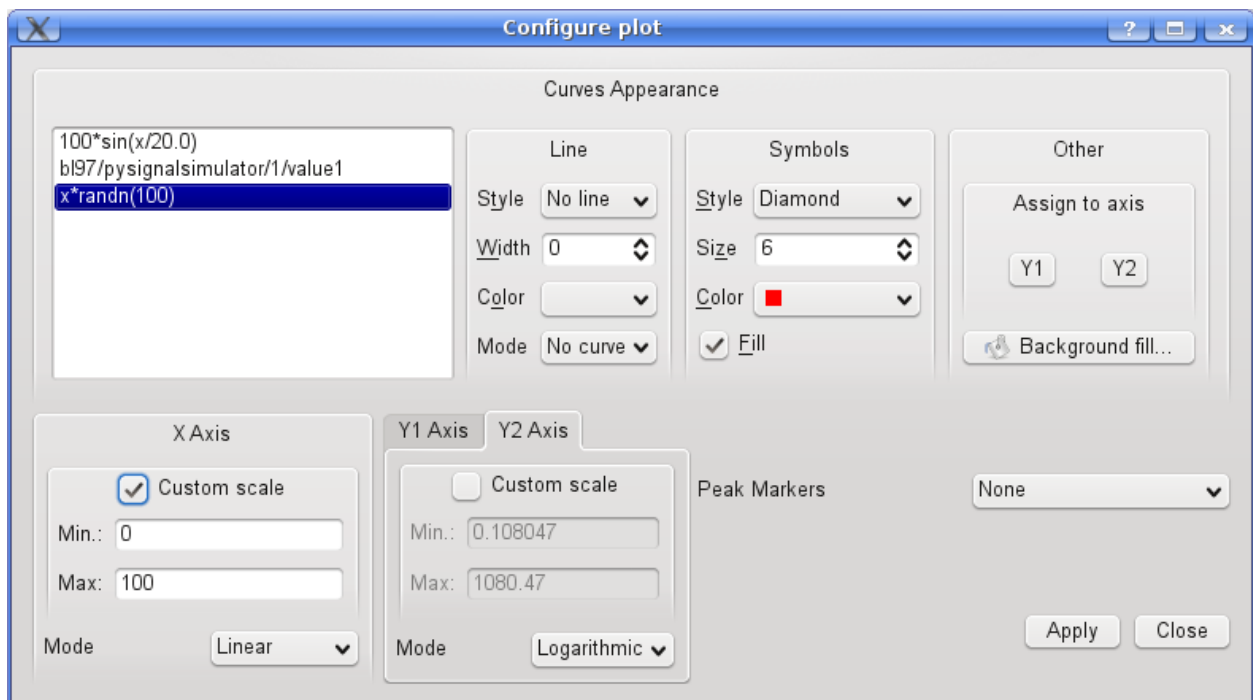 Configure plot
Curves Appearance
100*sin(x/20.0)
bl97/pysignalsimulator/1/value1
x*randn(100)
Line
Style No line
Width 0
Color
Mode No curve
Symbols
Style Diamond
Size 6
Color
Fill
Other
Assign to axis
Y1 Y2
Background fill...
X Axis
Custom scale
Min.: 0
Max: 100
Mode Linear
Y1 Axis Y2 Axis
Custom scale
Min.: 0.108047
Max: 1080.47
Mode Logarithmic
Peak Markers None
Apply Close